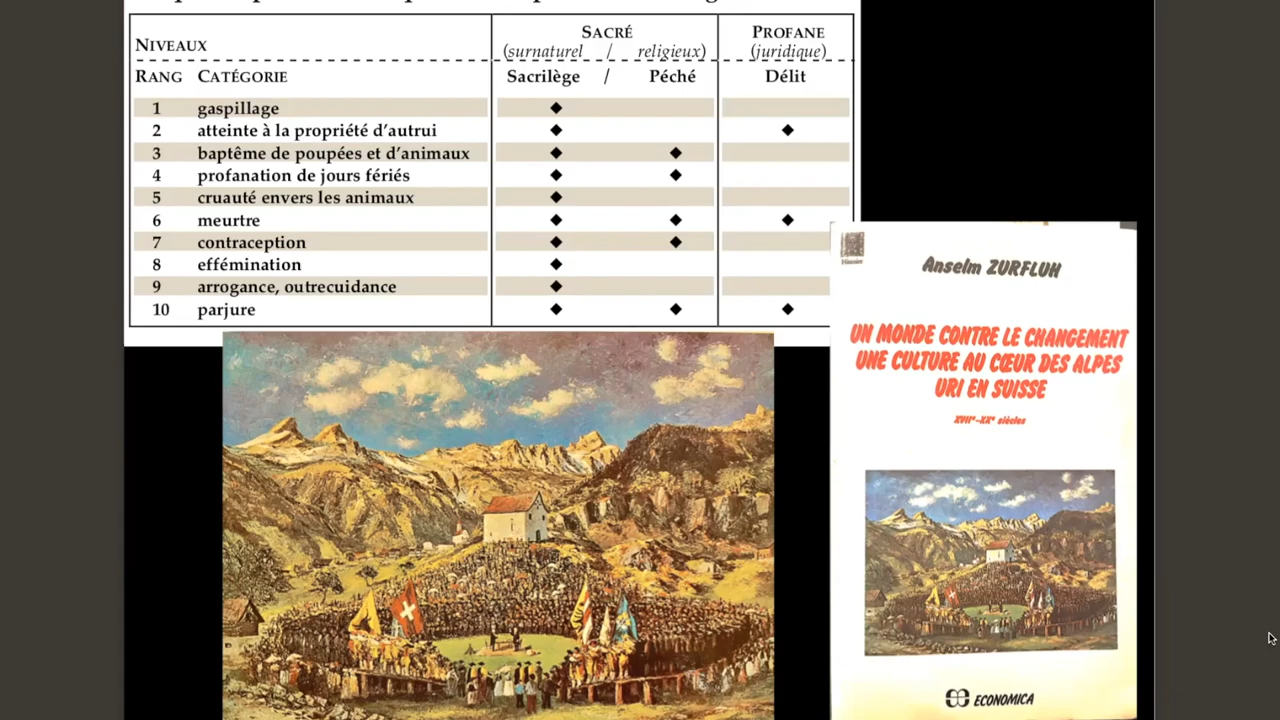 NIVEAUX
SACRÉ
(surnaturel / religieux)
PROFANE
(juridique)
RANG CATÉGORIE Sacrilège / Péché Délit
1 gaspillage ◆
2 atteinte à la propriété d'autrui ◆ ◆
3 baptême de poupées et d'animaux ◆ ◆
4 profanation de jours fériés ◆ ◆
5 cruauté envers les animaux ◆
6 meurtre ◆ ◆ ◆
7 contraception ◆ ◆
8 effémination ◆
9 arrogance, outrecuidance ◆
10 parjure ◆ ◆ ◆
Histoire
Anselm ZURFLUH
UN MONDE CONTRE LE CHANGEMENT
UNE CULTURE AU CŒUR DES ALPES
URI EN SUISSE
XVIIe-XXe siècles
ECONOMICA